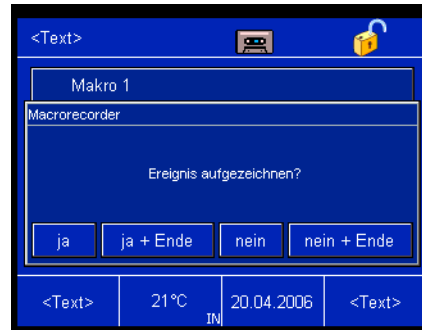 <Text>
Makro 1
Macrorecorder
Ereignis aufgezeichnen?
ja ja + Ende nein nein + Ende
<Text> 21°C IN 20.04.2006 <Text>